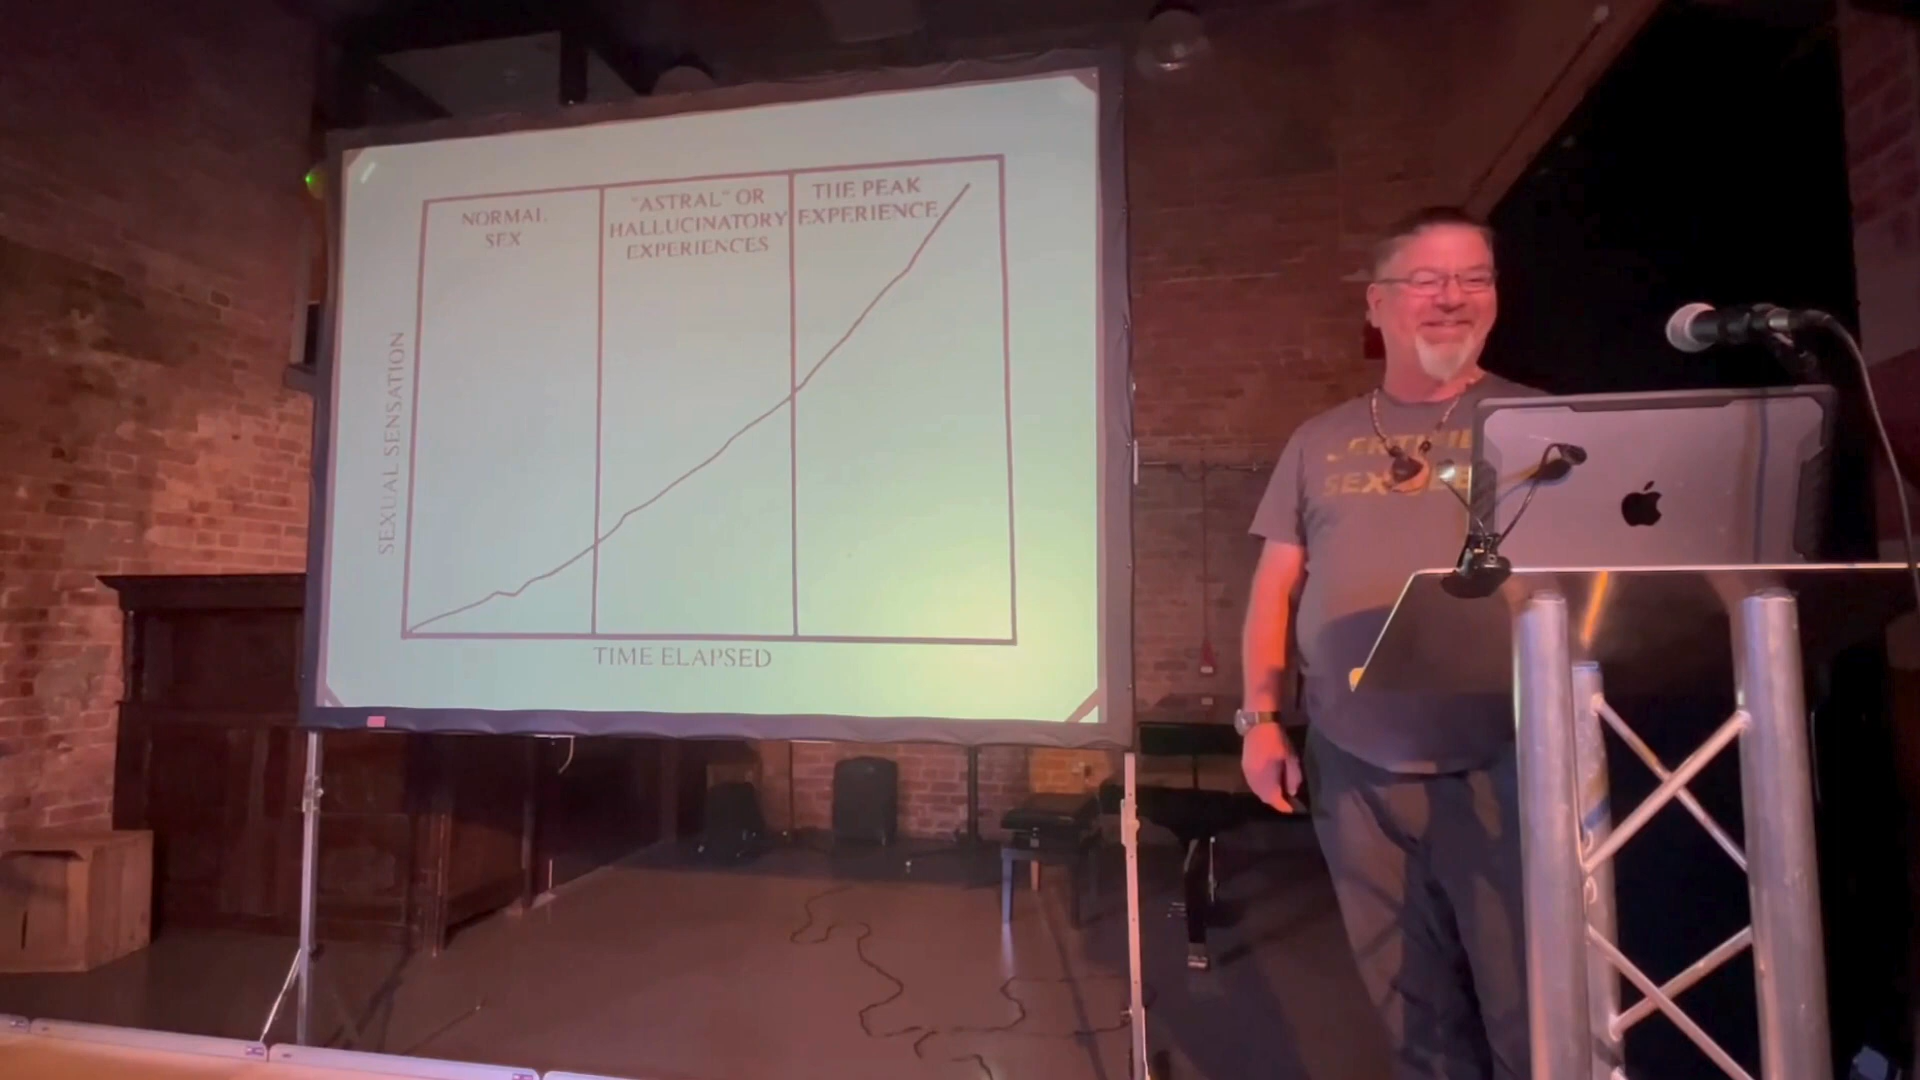 NORMAL
SEX
"ASTRAL" OR
HALLUCINATORY
EXPERIENCES
THE PEAK
EXPERIENCE
SEXUAL SENSATION
TIME ELAPSED